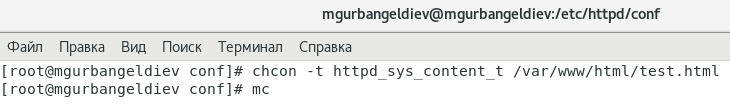 mgurbangeldiev@mgurbangeldiev:/etc/httpd/conf
Файл Правка Вид Поиск Терминал Справка
[root@mgurbangeldiev conf]# chcon -t httpd_sys_content_t /var/www/html/test.html
[root@mgurbangeldiev conf]# mc